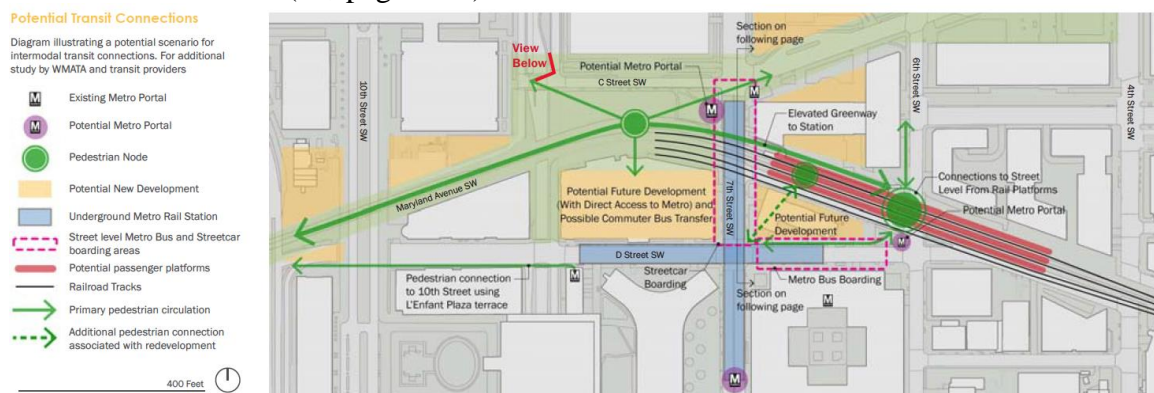 Potential Transit Connections
Diagram illustrating a potential scenario for
intermodal transit connections. For additional
study by WMATA and transit providers
M Existing Metro Portal
M Potential Metro Portal
Pedestrian Node
Potential New Development
Underground Metro Rail Station
Street level Metro Bus and Streetcar
boarding areas
Potential passenger platforms
Railroad Tracks
Primary pedestrian circulation
Additional pedestrian connection
associated with redevelopment
400 Feet
View
Below
Section on
following page
Potential Metro Portal
C Street SW
M
M
10th Street SW
6th Street SW
4th Street SW
Elevated Greenway
to Station
Maryland Avenue SW
Potential Future Development
(With Direct Access to Metro) and
Possible Commuter Bus Transfer
7th Street SW
Connections to Street
Level From Rail Platforms
Potential Metro Portal
Potential Future
Development
M
D Street SW
Pedestrian connection
to 10th Street using
L'Enfant Plaza terrace
M
Streetcar
Boarding
Metro Bus Boarding
Section on
following page
M
M